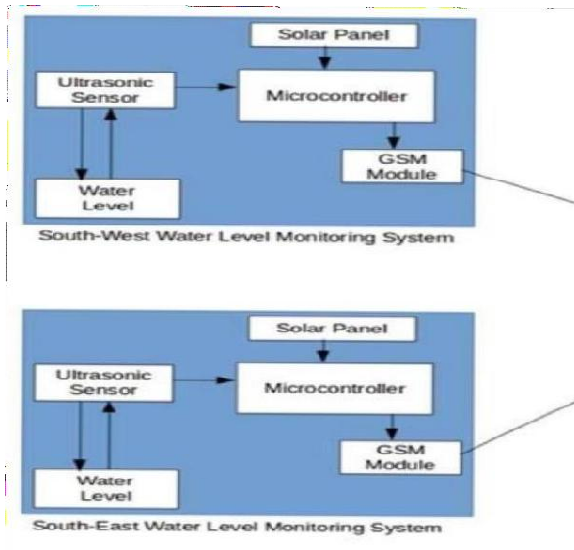 Solar Panel
Ultrasonic
Sensor
Microcontroller
GSM
Module
Water
Level
South-West Water Level Monitoring System
Solar Panel
Ultrasonic
Sensor
Microcontroller
GSM
Module
Water
Level
South-East Water Level Monitoring System